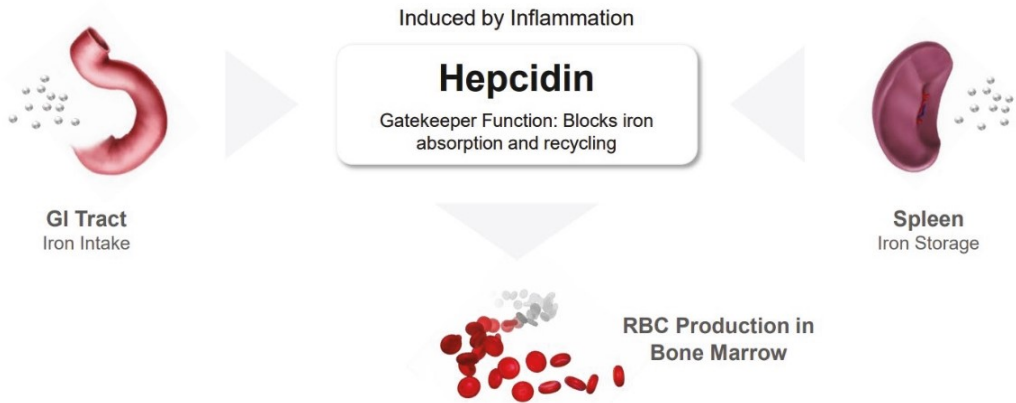 Induced by Inflammation
Hepcidin
Gatekeeper Function: Blocks iron
absorption and recycling
GI Tract
Iron Intake
Spleen
Iron Storage
RBC Production in
Bone Marrow